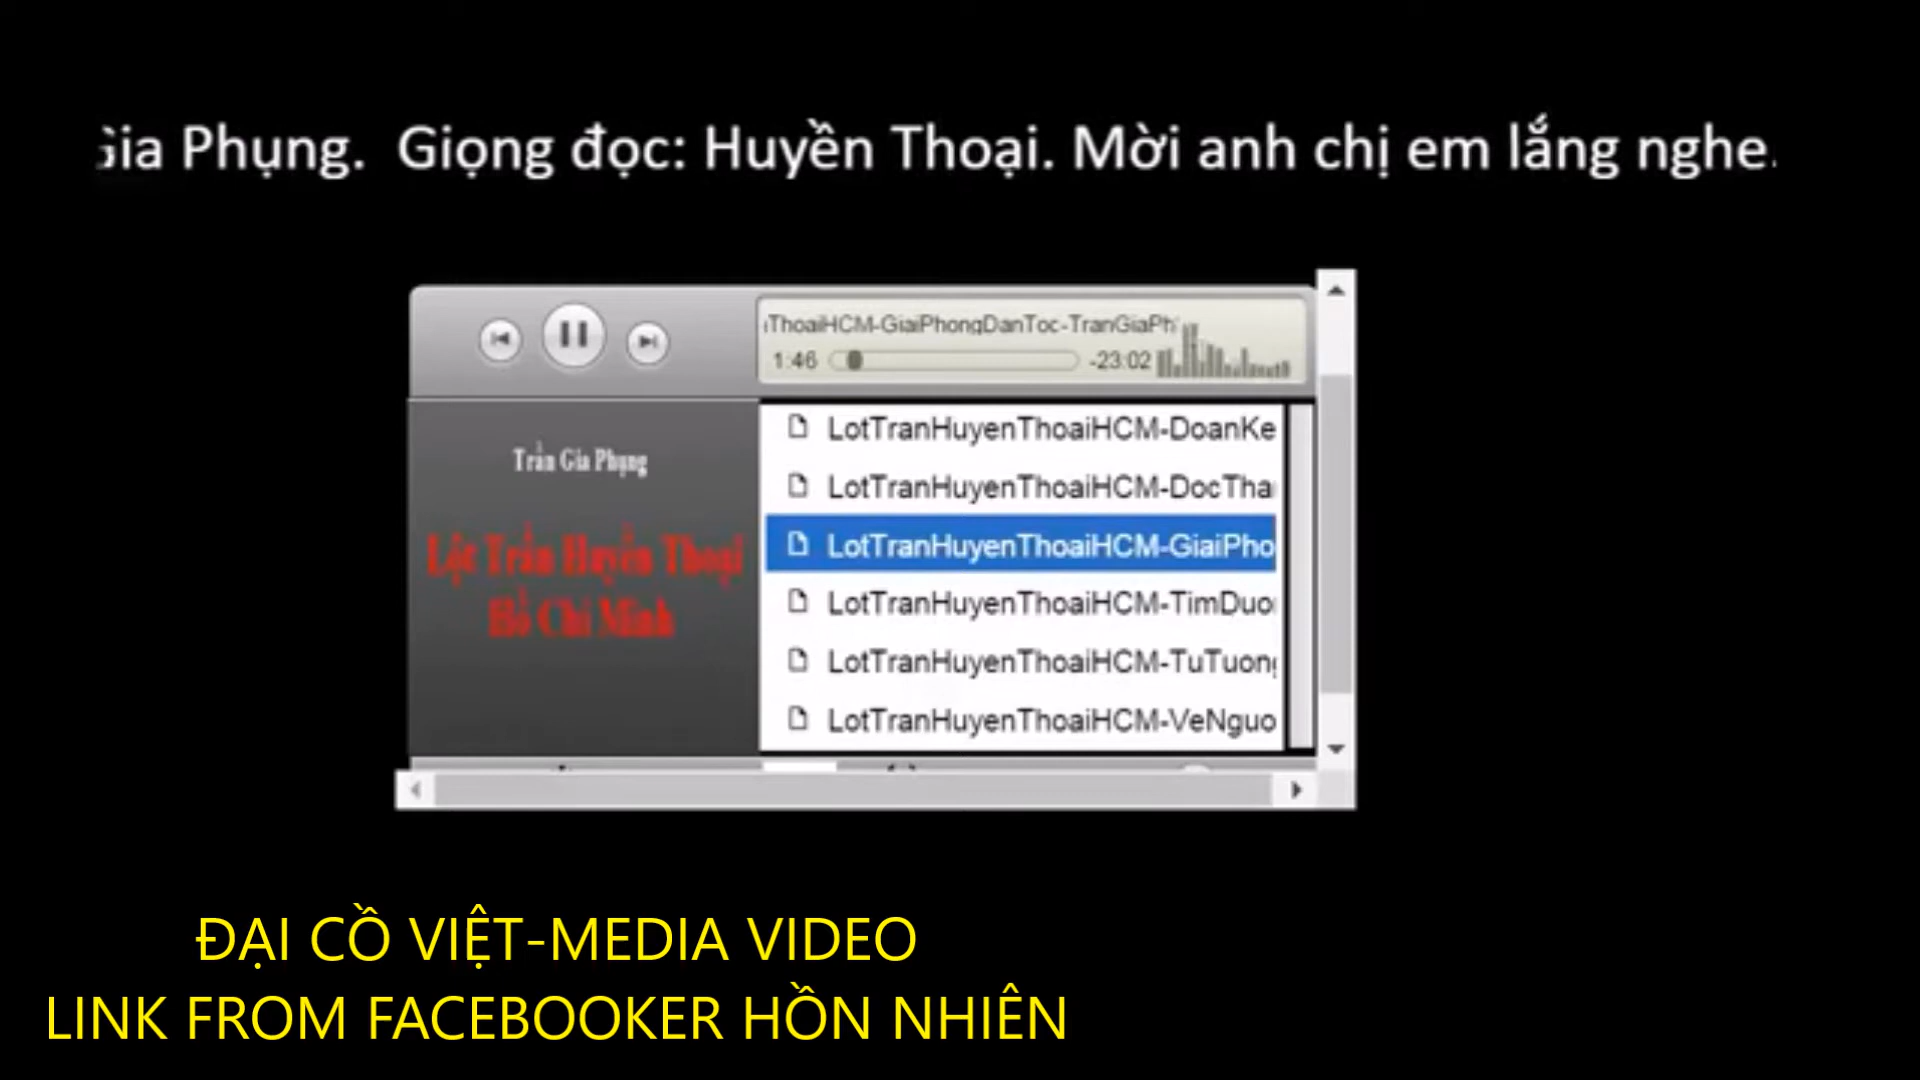 Gia Phụng. Giọng đọc: Huyền Thoại. Mời anh chị em lắng nghe.
ThoaiHCM-GiaiPhongDanToc-TranGiaPh
1:46 -23:02
Trần Gia Phụng
Lột Trần Huyền Thoại
Hồ Chí Minh
LotTranHuyenThoaiHCM-DoanKe
LotTranHuyenThoaiHCM-DocTha
LotTranHuyenThoaiHCM-GiaiPho
LotTranHuyenThoaiHCM-TimDuo
LotTranHuyenThoaiHCM-TuTuong
LotTranHuyenThoaiHCM-VeNguo
ĐẠI CỒ VIỆT-MEDIA VIDEO
LINK FROM FACEBOOKER HỒN NHIÊN